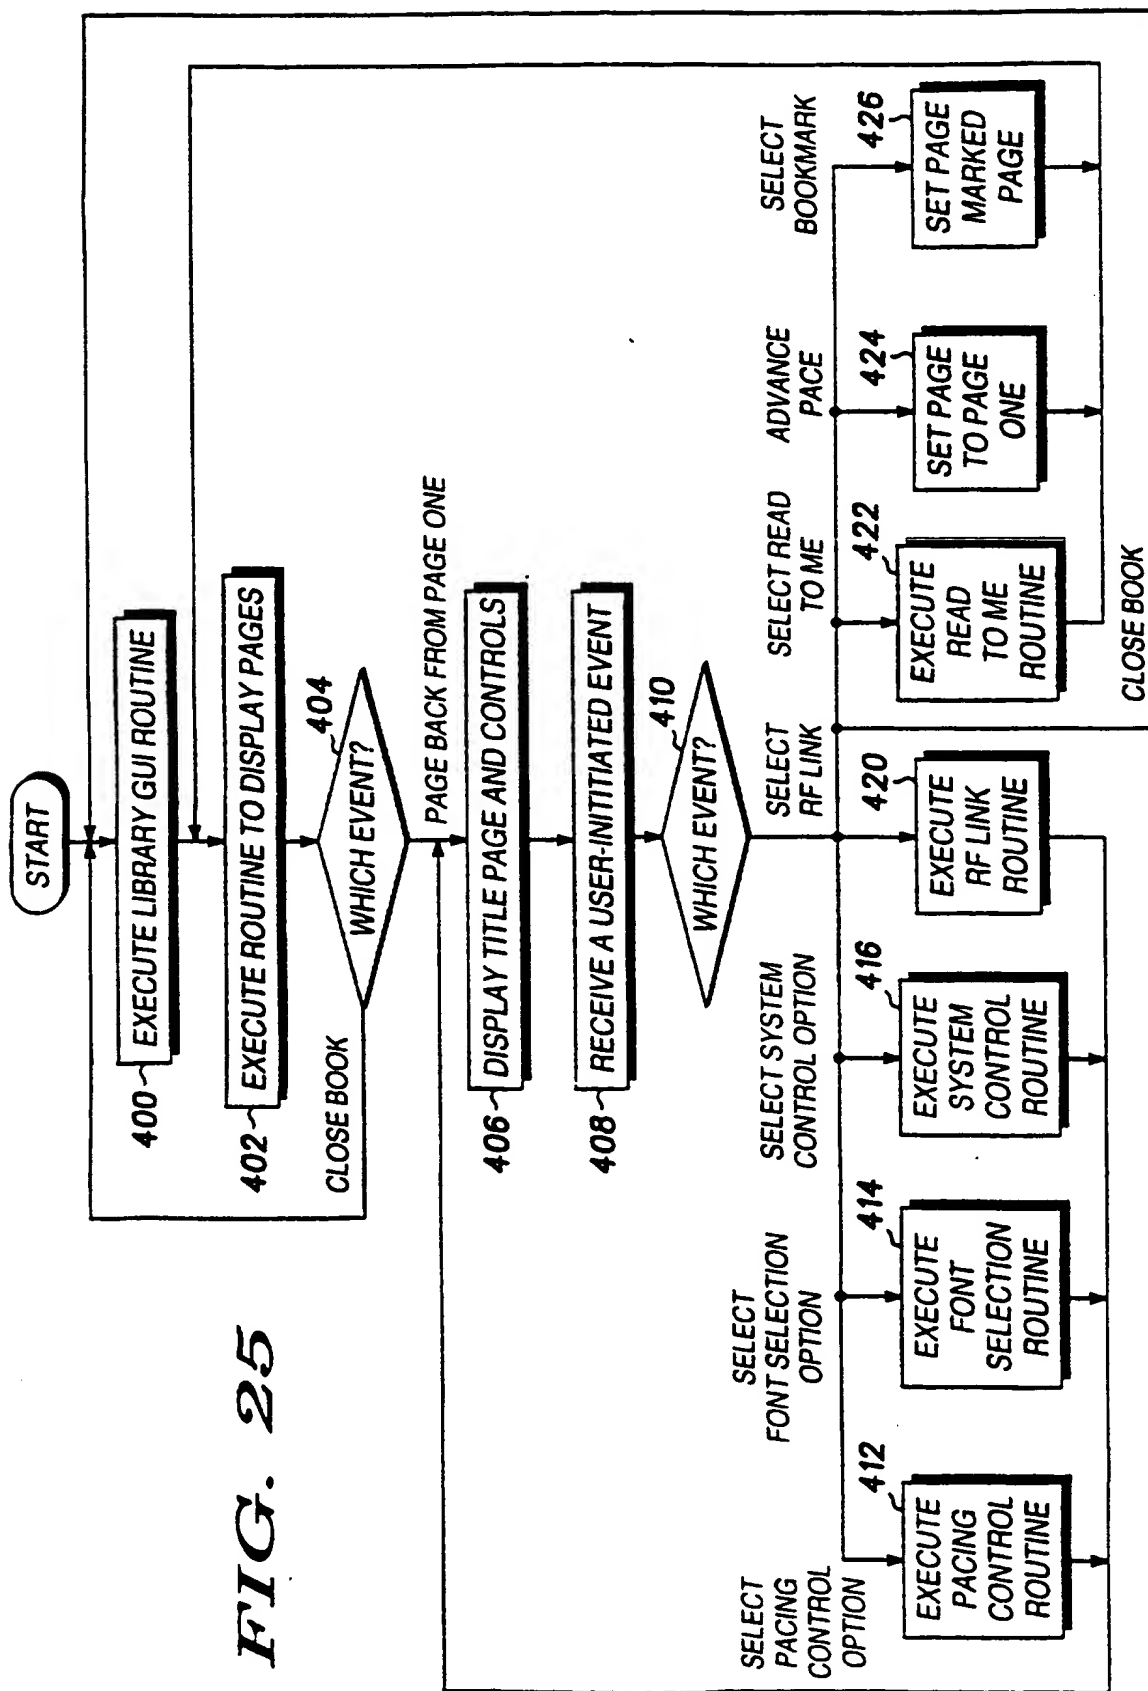 FIG. 25
START
400
EXECUTE LIBRARY GUI ROUTINE
402
EXECUTE ROUTINE TO DISPLAY PAGES
404
WHICH EVENT?
CLOSE BOOK
PAGE BACK FROM PAGE ONE
406
DISPLAY TITLE PAGE AND CONTROLS
408
RECEIVE A USER-INITITATED EVENT
410
WHICH EVENT?
SELECT
PACING
CONTROL
OPTION
412
EXECUTE
PACING
CONTROL
ROUTINE
SELECT
FONT SELECTION
OPTION
414
EXECUTE
FONT
SELECTION
ROUTINE
SELECT SYSTEM
CONTROL OPTION
416
EXECUTE
SYSTEM
CONTROL
ROUTINE
SELECT
RF LINK
420
EXECUTE
RF LINK
ROUTINE
CLOSE BOOK
SELECT READ
TO ME
422
EXECUTE
READ
TO ME
ROUTINE
ADVANCE
PACE
424
SET PAGE
TO PAGE
ONE
SELECT
BOOKMARK
426
SET PAGE
MARKED
PAGE